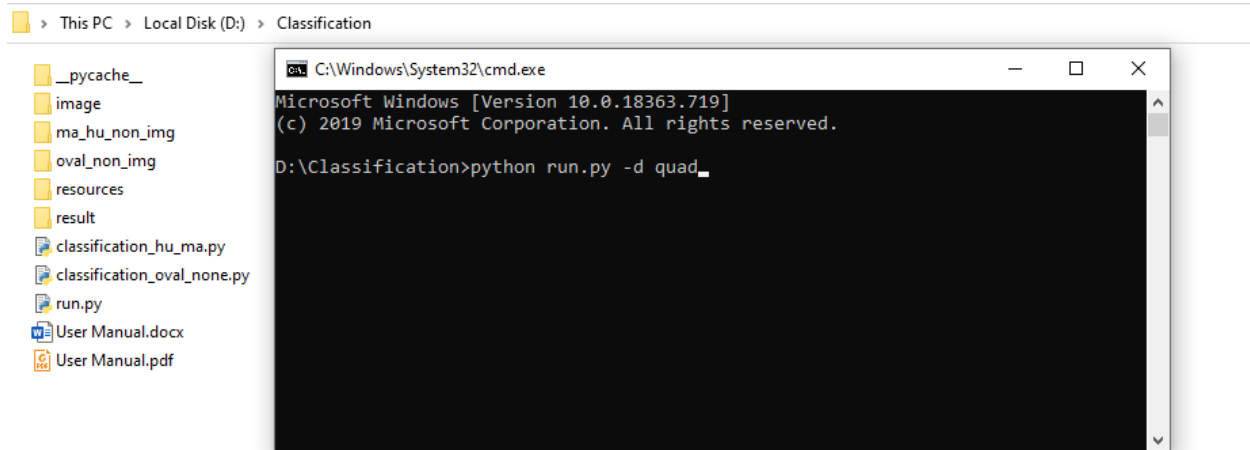 This PC > Local Disk (D:) > Classification
__pycache__
image
ma_hu_non_img
oval_non_img
resources
result
classification_hu_ma.py
classification_oval_none.py
run.py
User Manual.docx
User Manual.pdf
C:\Windows\System32\cmd.exe
Microsoft Windows [Version 10.0.18363.719]
(c) 2019 Microsoft Corporation. All rights reserved.
D:\Classification>python run.py -d quad